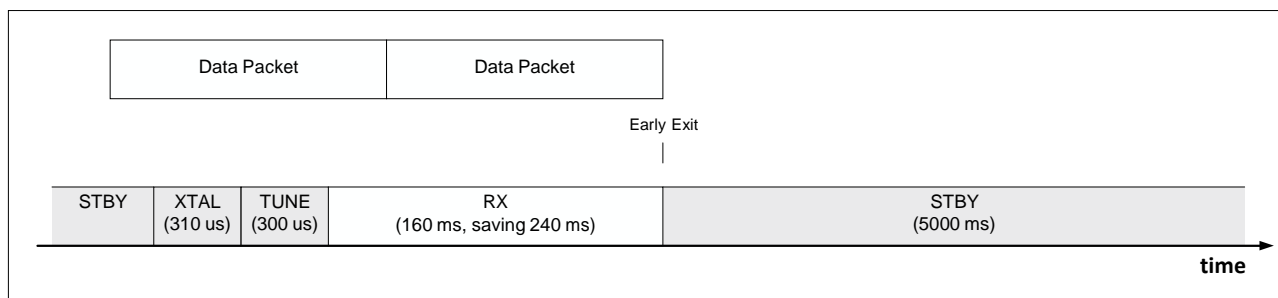 Data Packet
Data Packet
Early Exit
STBY
XTAL
(310 us)
TUNE
(300 us)
RX
(160 ms, saving 240 ms)
STBY
(5000 ms)
time